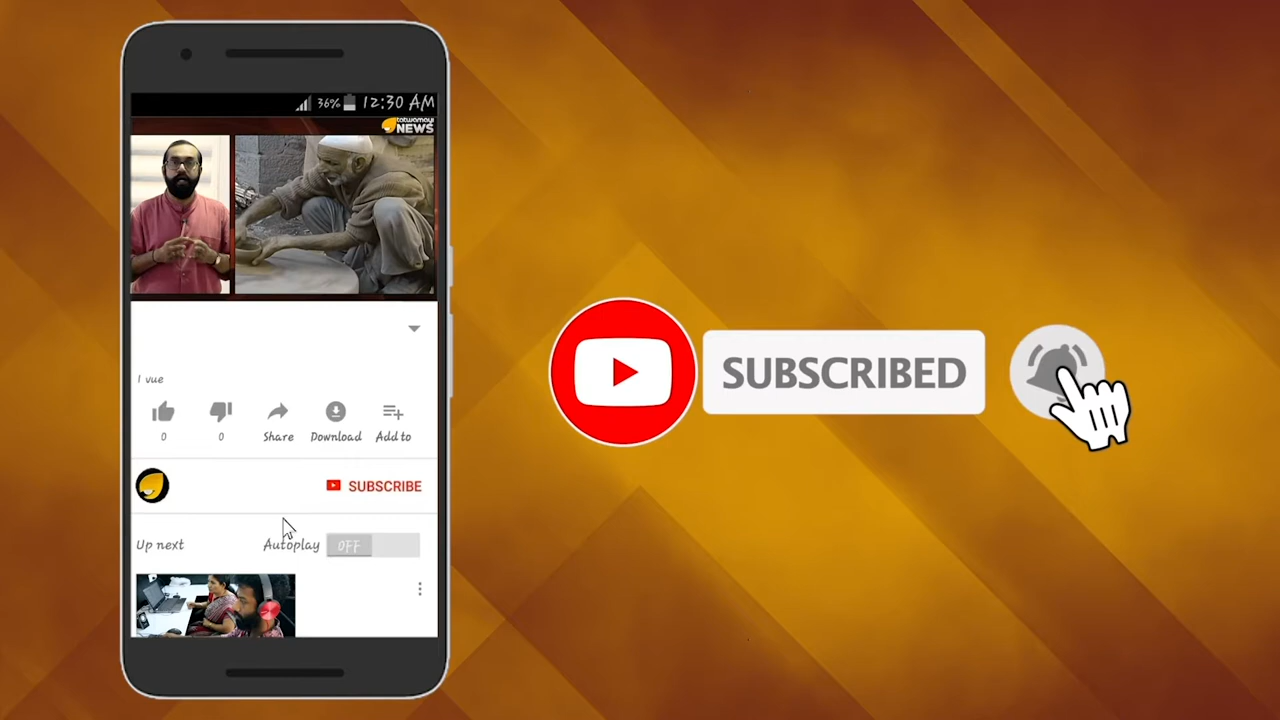 36% 12:30 AM
tatwamayi
NEWS
1 vue
0 0 Share Download Add to
SUBSCRIBE
Up next Autoplay OFF
SUBSCRIBED